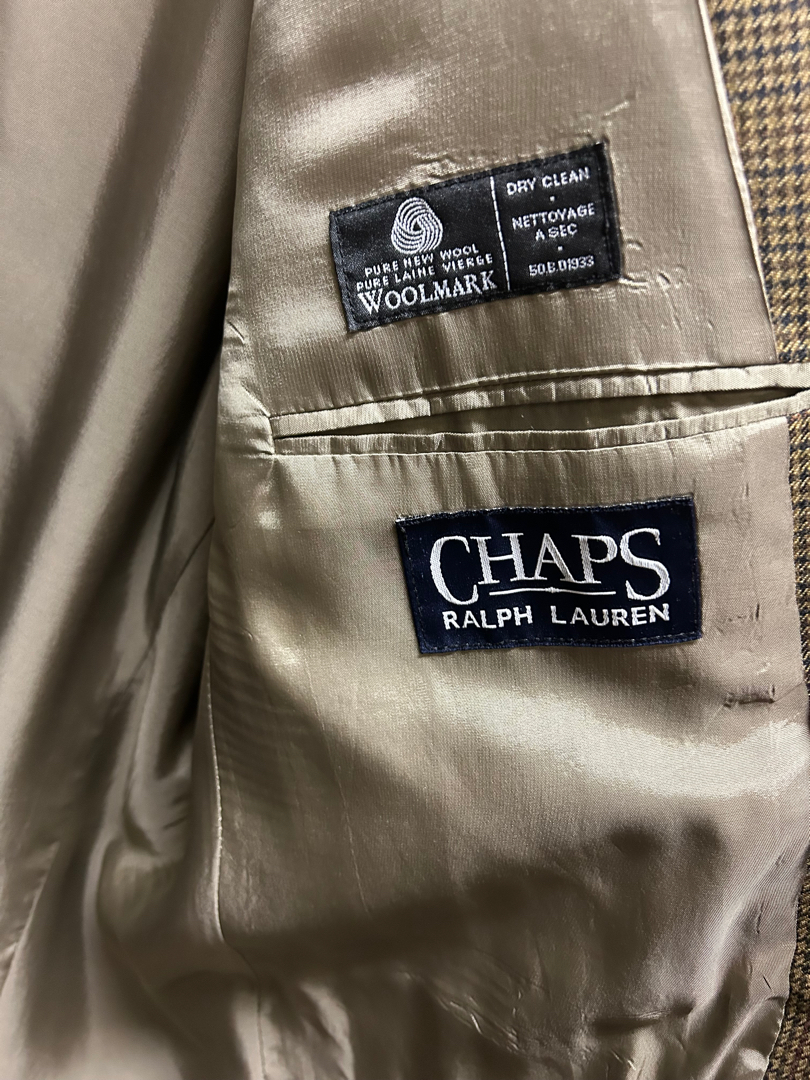 PURE NEW WOOL
PURE LAINE VIERGE
WOOLMARK
DRY CLEAN
NETTOYAGE
A SEC
50.B.01933
CHAPS
RALPH LAUREN